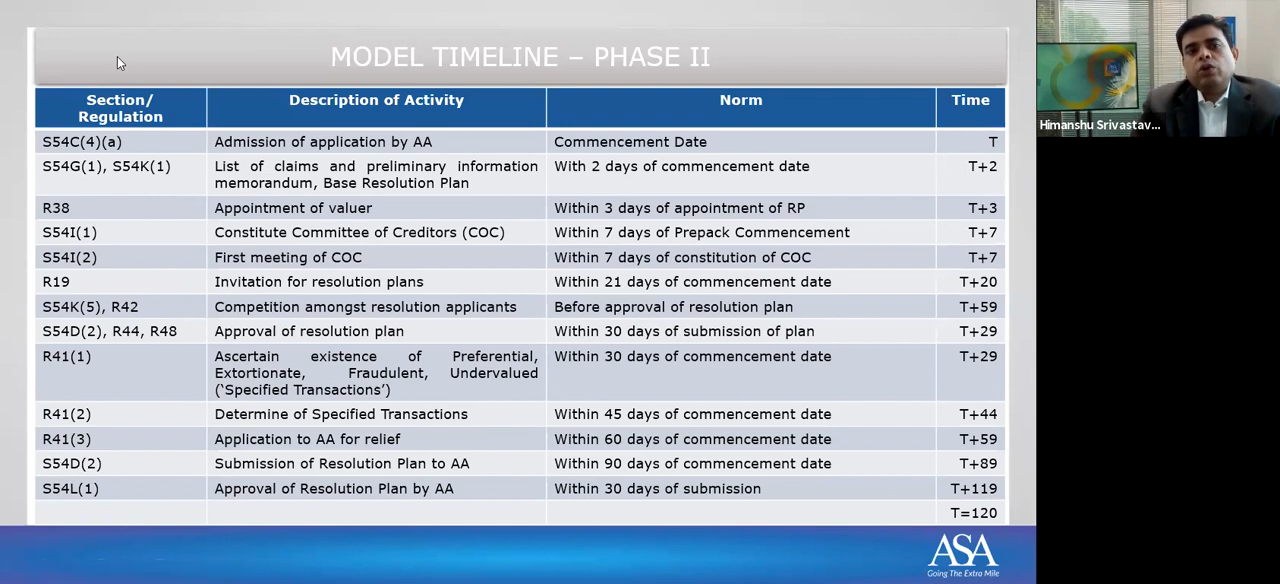 MODEL TIMELINE – PHASE II
Section/
Regulation
Description of Activity
Norm
Time
S54C(4)(a)
Admission of application by AA
Commencement Date
T
S54G(1), S54K(1)
List of claims and preliminary information
memorandum, Base Resolution Plan
With 2 days of commencement date
T+2
R38
Appointment of valuer
Within 3 days of appointment of RP
T+3
S54I(1)
Constitute Committee of Creditors (COC)
Within 7 days of Prepack Commencement
T+7
S54I(2)
First meeting of COC
Within 7 days of constitution of COC
T+7
R19
Invitation for resolution plans
Within 21 days of commencement date
T+20
S54K(5), R42
Competition amongst resolution applicants
Before approval of resolution plan
T+59
S54D(2), R44, R48
Approval of resolution plan
Within 30 days of submission of plan
T+29
R41(1)
Ascertain existence of Preferential,
Extortionate, Fraudulent, Undervalued
(‘Specified Transactions’)
Within 30 days of commencement date
T+29
R41(2)
Determine of Specified Transactions
Within 45 days of commencement date
T+44
R41(3)
Application to AA for relief
Within 60 days of commencement date
T+59
S54D(2)
Submission of Resolution Plan to AA
Within 90 days of commencement date
T+89
S54L(1)
Approval of Resolution Plan by AA
Within 30 days of submission
T+119
T=120
ASA
Going The Extra Mile
Himanshu Srivastav...